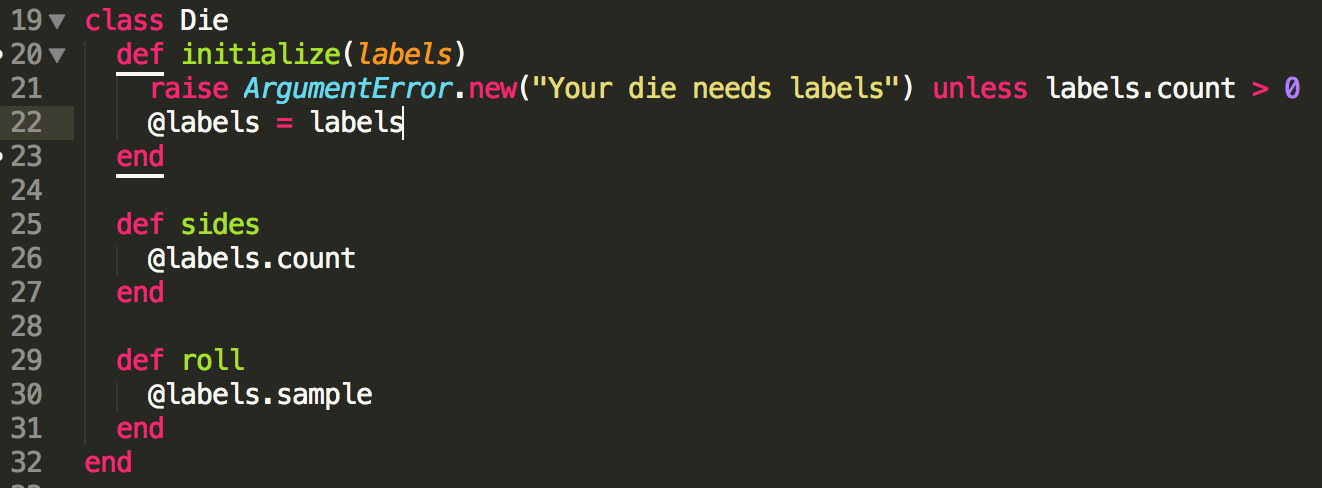 19 class Die
20 def initialize(labels)
21 raise ArgumentError.new("Your die needs labels") unless labels.count > 0
22 @labels = labels
23 end
24
25 def sides
26 @labels.count
27 end
28
29 def roll
30 @labels.sample
31 end
32 end